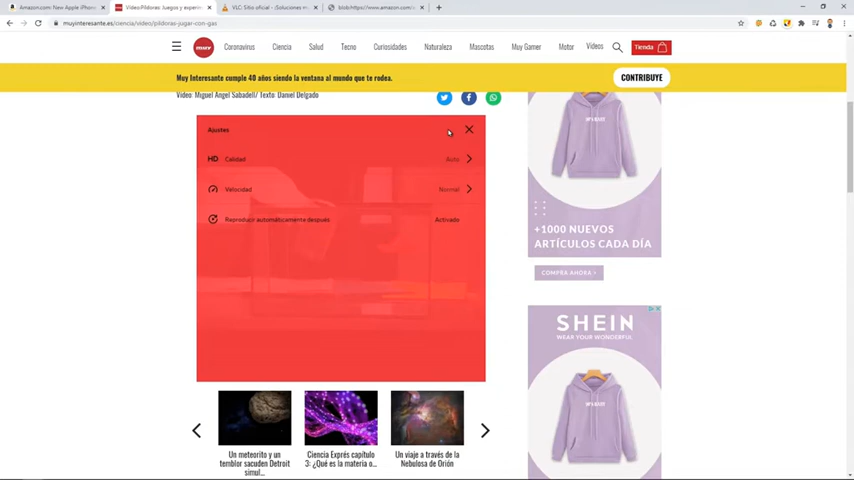 Amazon.com: New Apple iPhone
Vídeo/Píldoras: Juegos y experim
VLC: Sitio oficial - (Soluciones m
blob:https://www.amazon.com/
muyinteresante.es/ciencia/video/pildoras-jugar-con-gas
muy
Coronavirus
Ciencia
Salud
Tecno
Curiosidades
Naturaleza
Mascotas
Muy Gamer
Motor
Vídeos
Tienda
Muy Interesante cumple 40 años siendo la ventana al mundo que te rodea.
CONTRIBUYE
Vídeo: Miguel Ángel Sabadell/ Texto: Daniel Delgado
Ajustes
HD Calidad
Auto
Velocidad
Normal
Reproducir automáticamente después
Activado
+1000 NUEVOS
ARTÍCULOS CADA DÍA
COMPRA AHORA >
SHEIN
WEAR YOUR WONDERFUL
Un meteorito y un
temblor sacuden Detroit
simul...
Ciencia Exprés capítulo
3: ¿Qué es la materia o...
Un viaje a través de la
Nebulosa de Orión